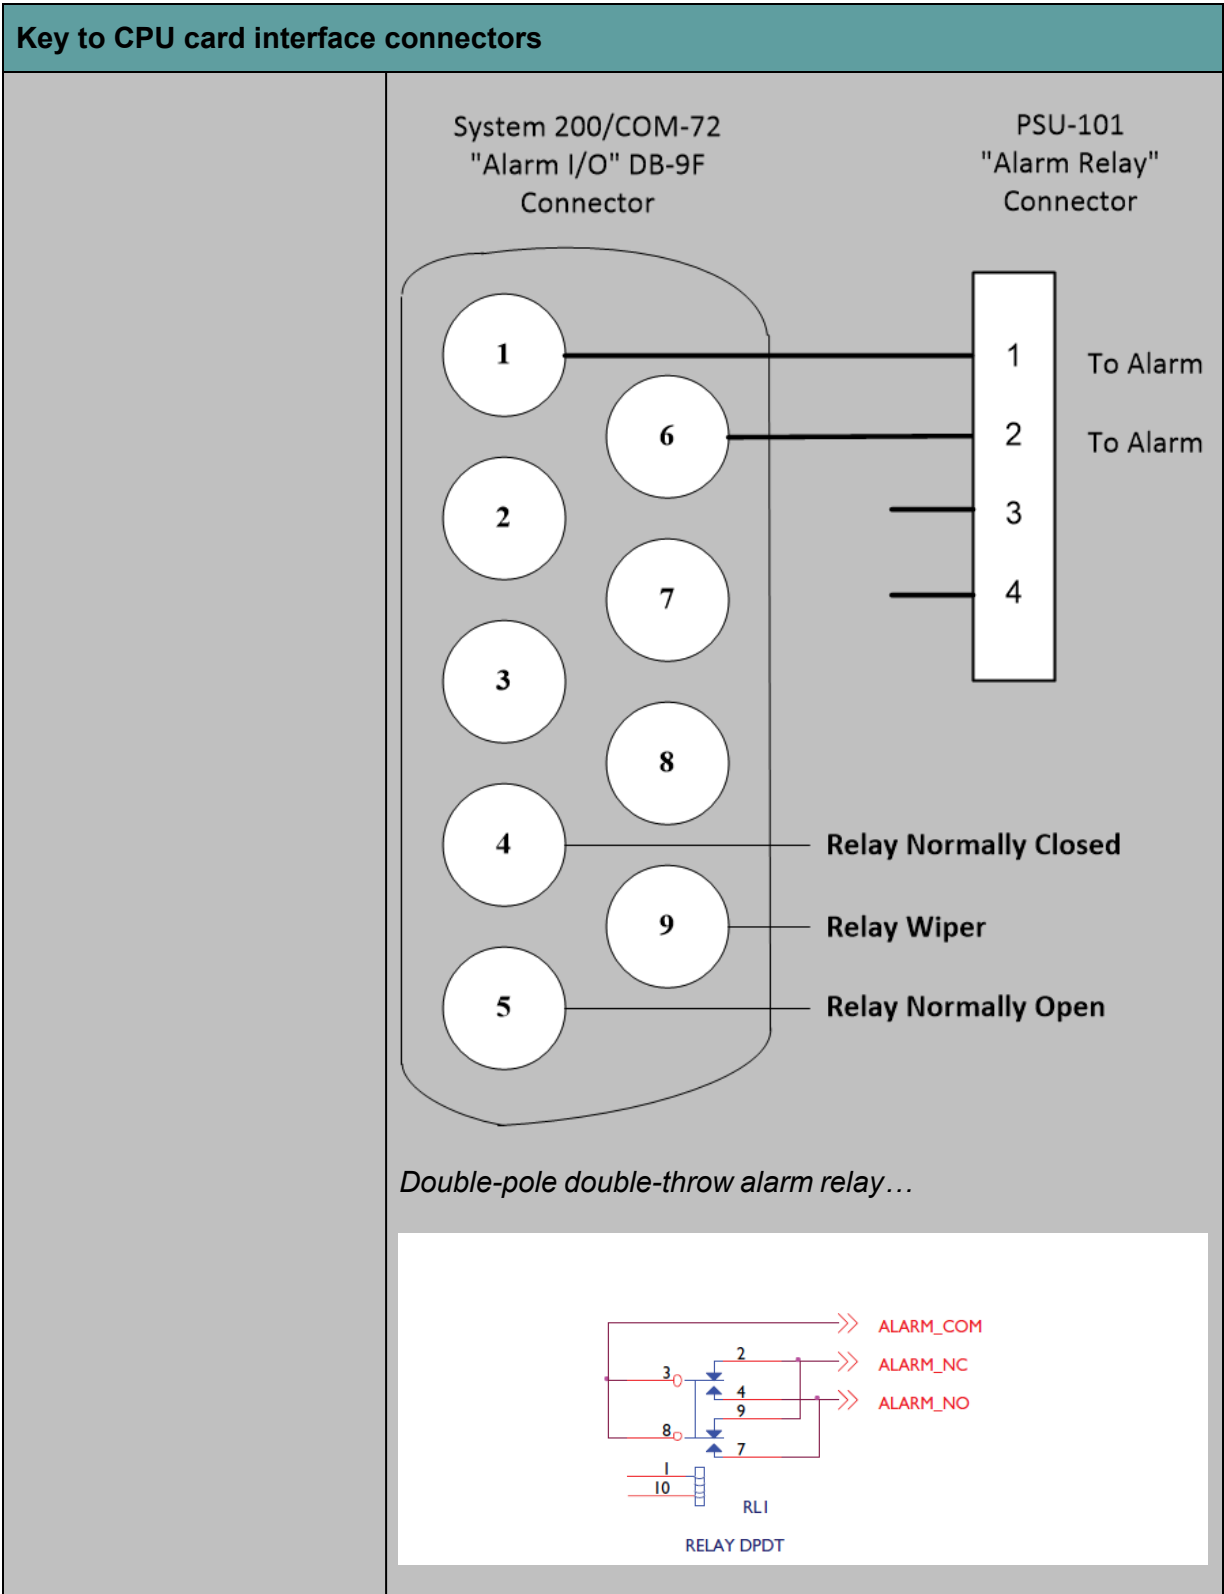 Key to CPU card interface connectors
System 200/COM-72
"Alarm I/O" DB-9F
Connector
PSU-101
"Alarm Relay"
Connector
1
6
2
7
3
8
4
9
5
1 To Alarm
2 To Alarm
3
4
Relay Normally Closed
Relay Wiper
Relay Normally Open
Double-pole double-throw alarm relay…
ALARM_COM
2 ALARM_NC
3
4 ALARM_NO
9
8
7
1
10
RL1
RELAY DPDT